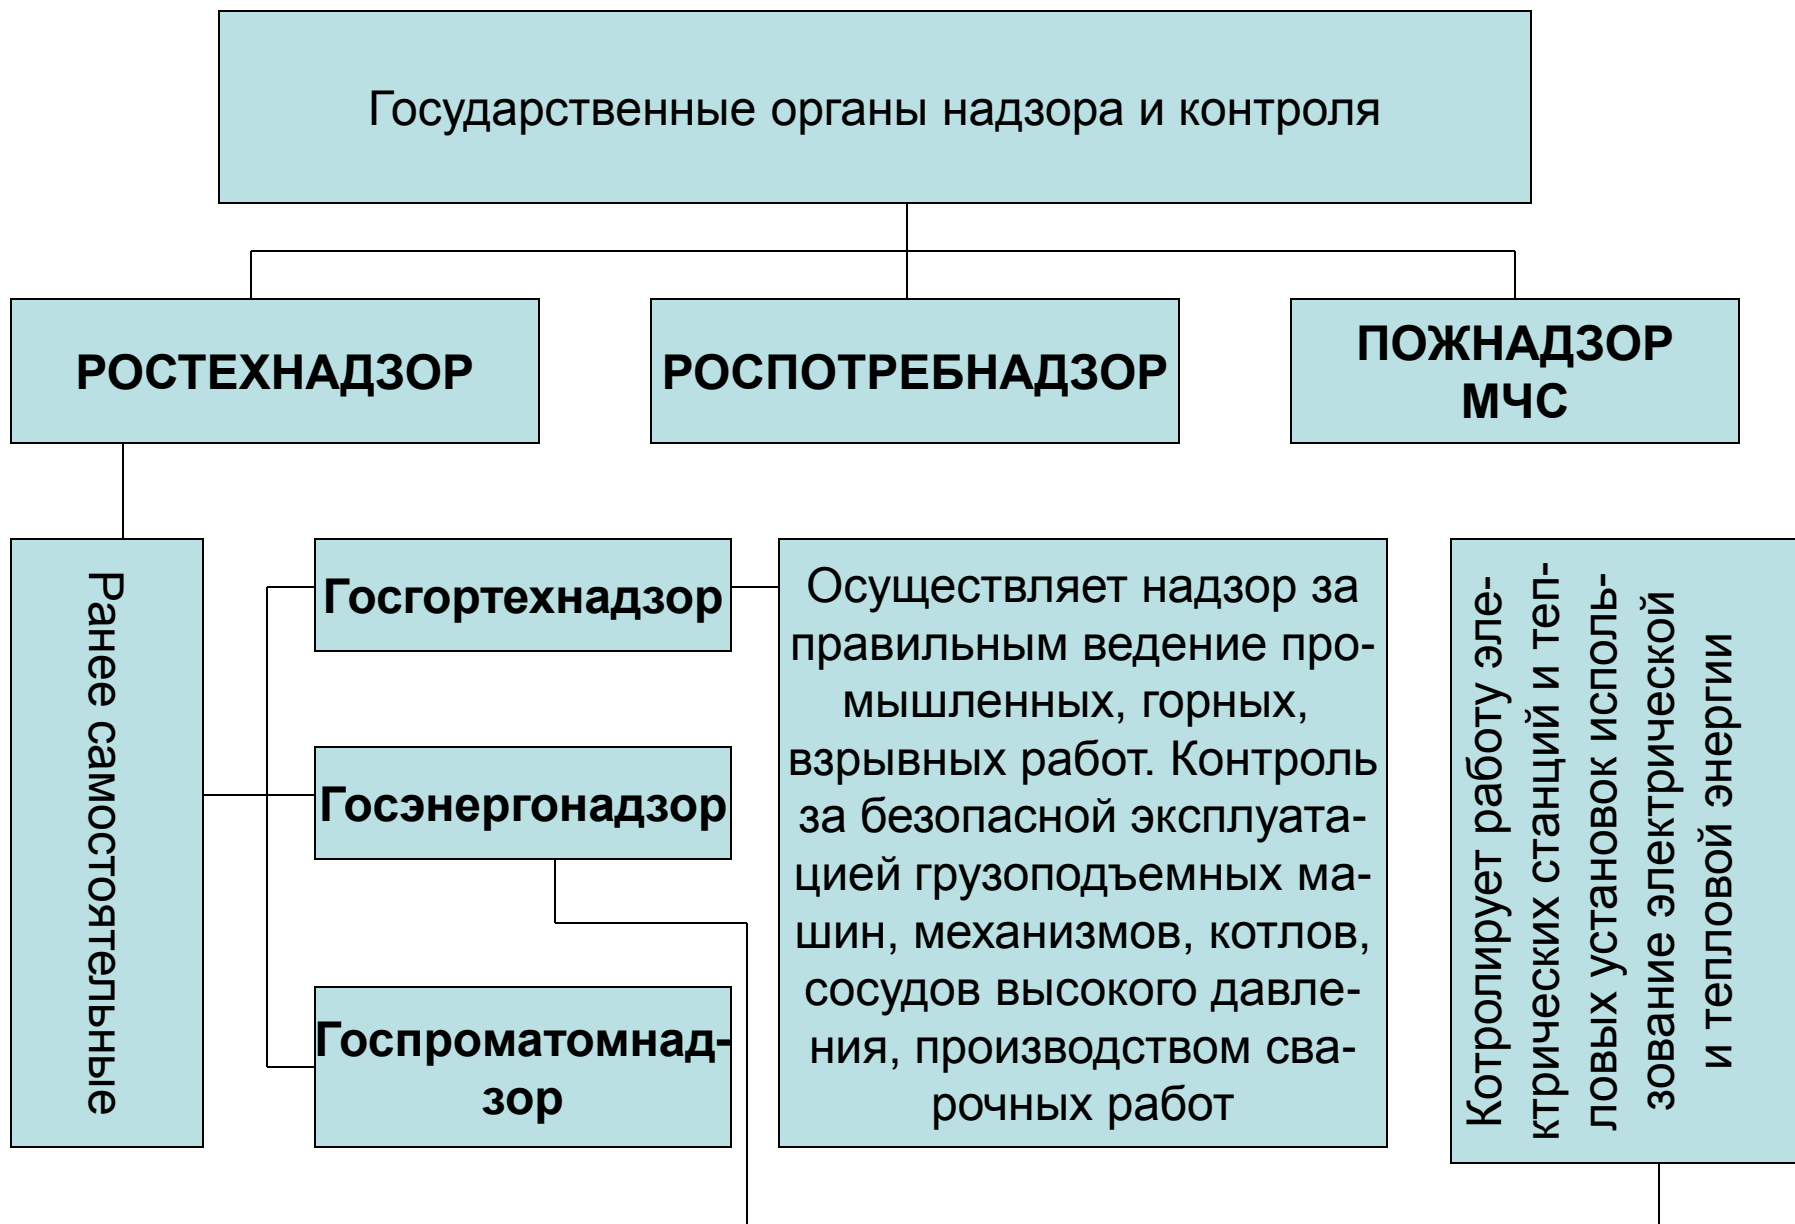 Государственные органы надзора и контроля
РОСТЕХНАДЗОР
РОСПОТРЕБНАДЗОР
ПОЖНАДЗОР
МЧС
Ранее самостоятельные
Госгортехнадзор
Госэнергонадзор
Госпроматомнад-
зор
Осуществляет надзор за
правильным ведение про-
мышленных, горных,
взрывных работ. Контроль
за безопасной эксплуата-
цией грузоподъемных ма-
шин, механизмов, котлов,
сосудов высокого давле-
ния, производством сва-
рочных работ
Котролирует работу эле-
ктрических станций и теп-
ловых установок исполь-
зование электрической
и тепловой энергии